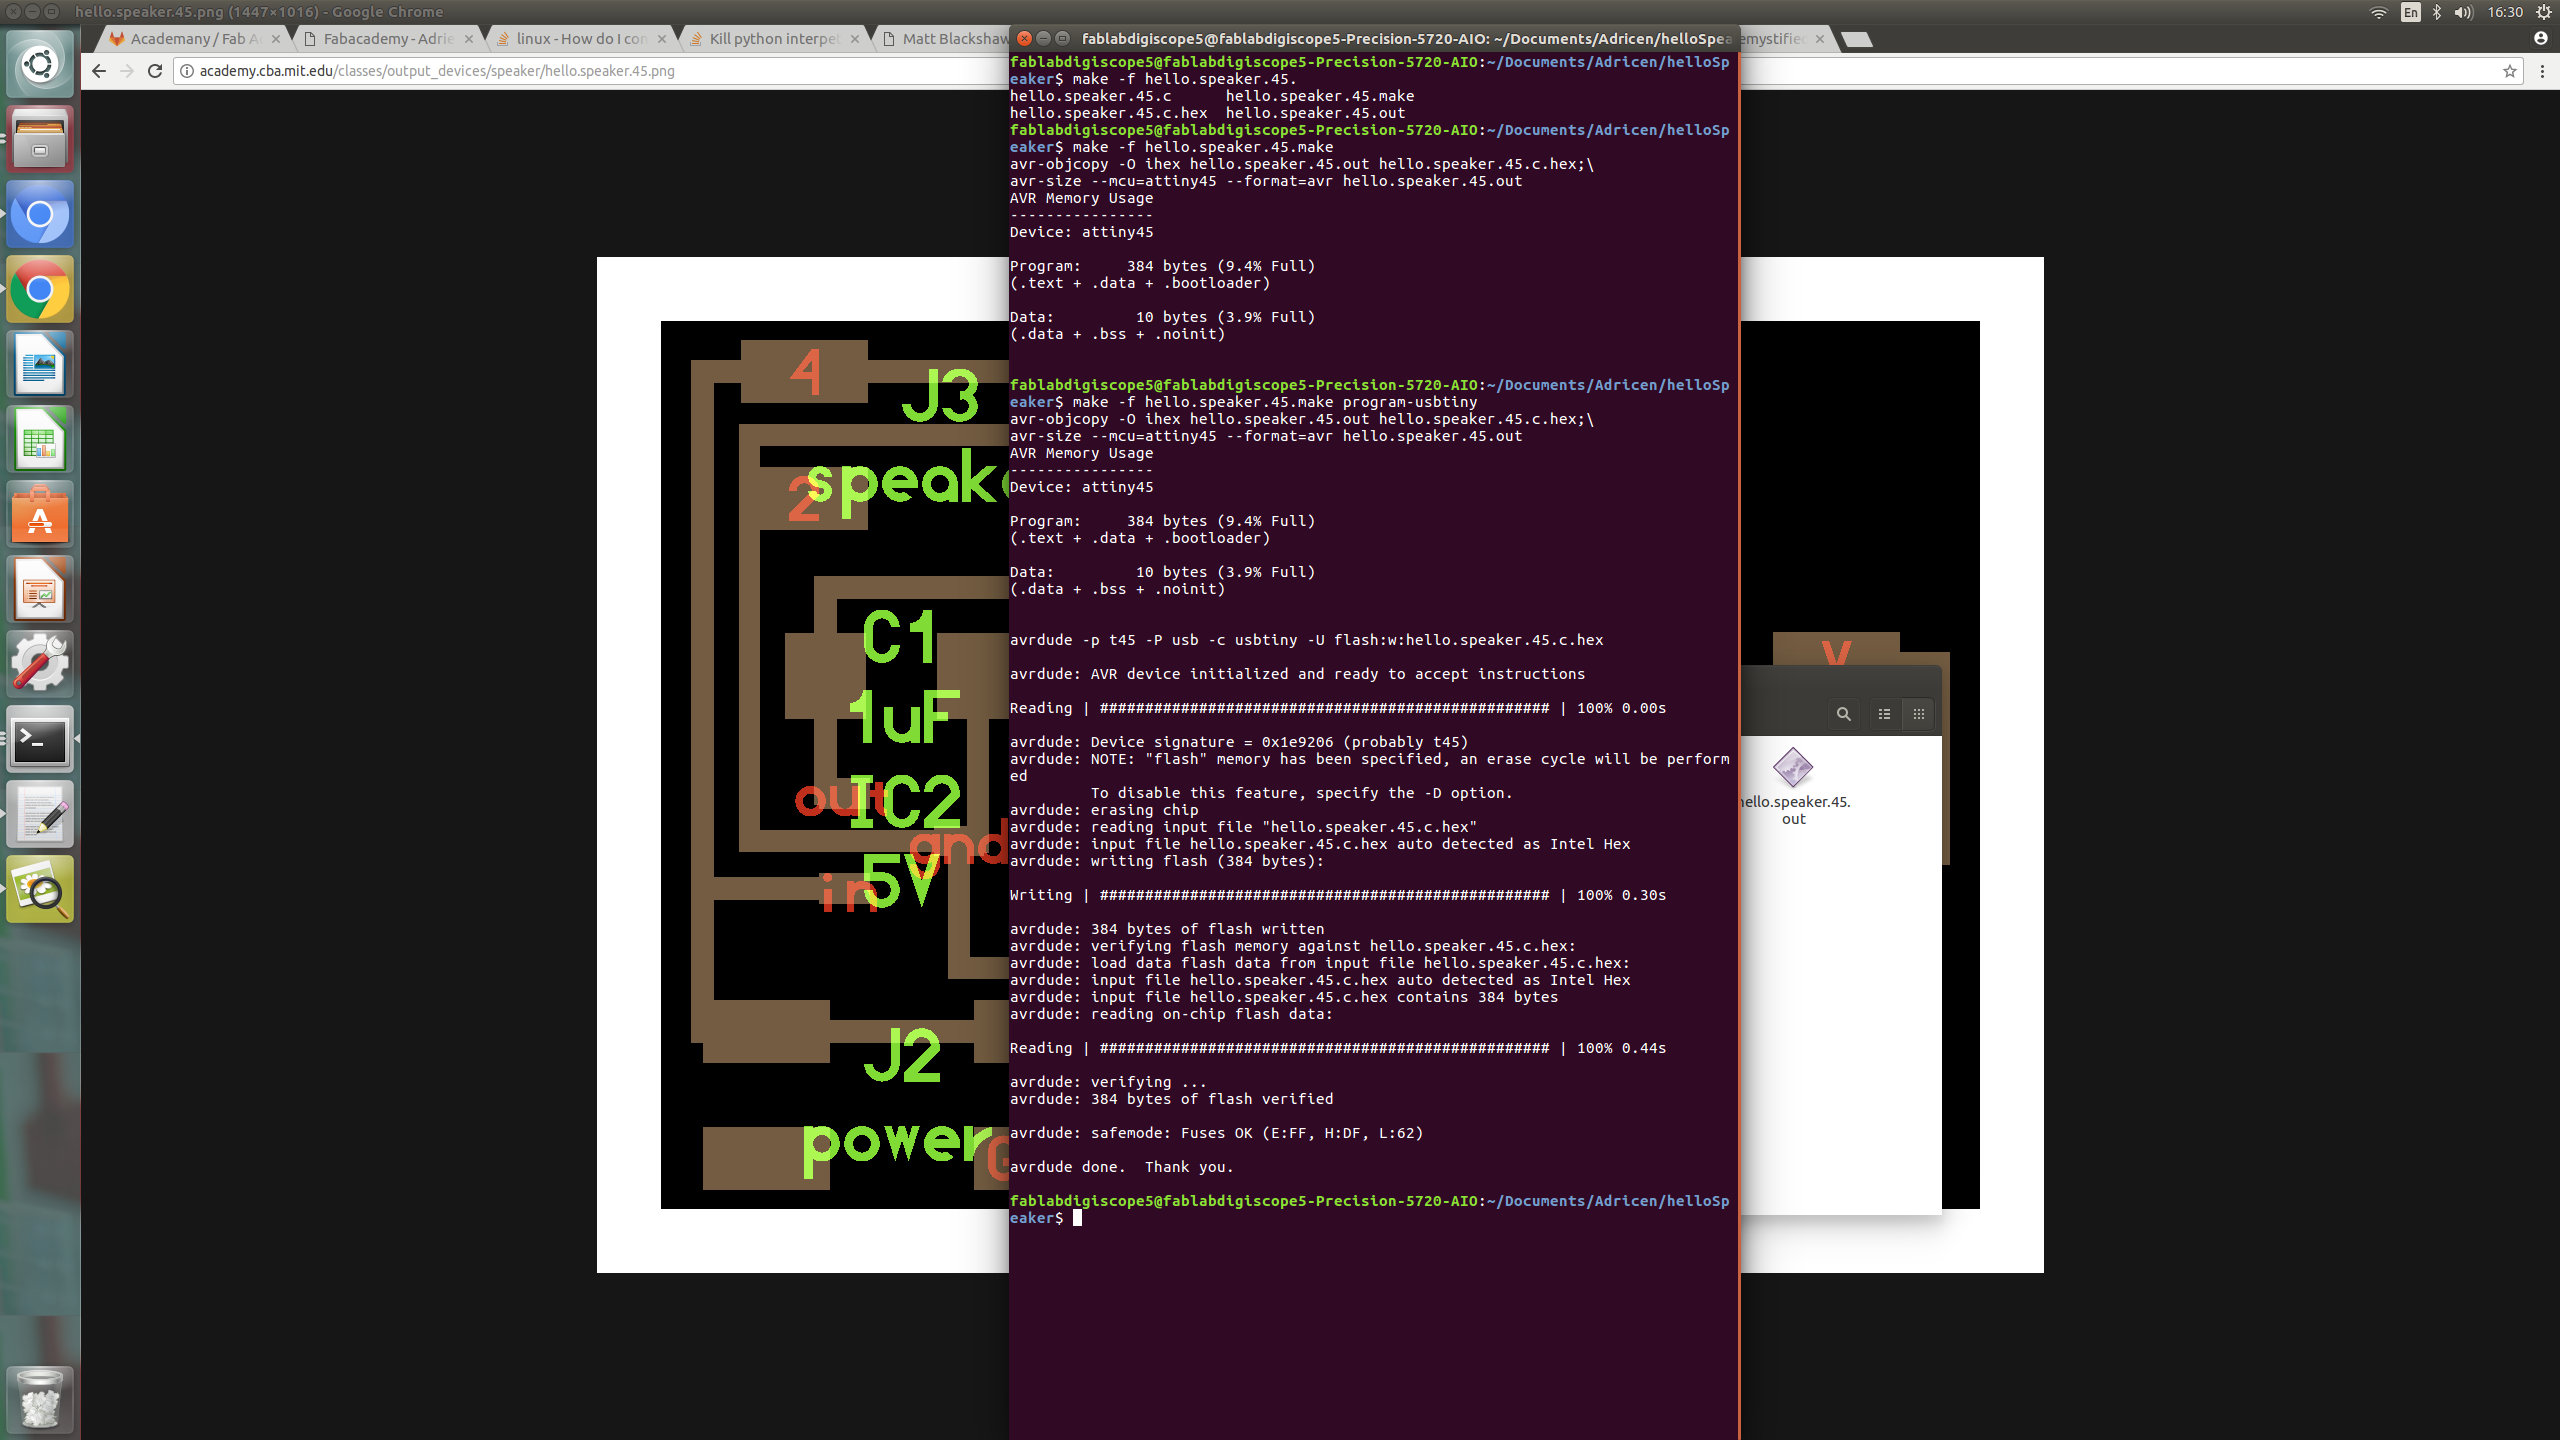 hello.speaker.45.png (1447×1016) - Google Chrome
En
16:30
Academany / Fab Ac
Fabacademy - Adrie
linux - How do I con
Kill python interpet
Matt Blackshaw
emystifie
academy.cba.mit.edu/classes/output_devices/speaker/hello.speaker.45.png
fablabdigiscope5@fablabdigiscope5-Precision-5720-AIO: ~/Documents/Adricen/helloSpea
fablabdigiscope5@fablabdigiscope5-Precision-5720-AIO:~/Documents/Adricen/helloSp
eaker$ make -f hello.speaker.45.
hello.speaker.45.c      hello.speaker.45.make
hello.speaker.45.c.hex  hello.speaker.45.out
fablabdigiscope5@fablabdigiscope5-Precision-5720-AIO:~/Documents/Adricen/helloSp
eaker$ make -f hello.speaker.45.make
avr-objcopy -O ihex hello.speaker.45.out hello.speaker.45.c.hex;\
avr-size --mcu=attiny45 --format=avr hello.speaker.45.out
AVR Memory Usage
----------------
Device: attiny45
Program:     384 bytes (9.4% Full)
(.text + .data + .bootloader)
Data:         10 bytes (3.9% Full)
(.data + .bss + .noinit)
fablabdigiscope5@fablabdigiscope5-Precision-5720-AIO:~/Documents/Adricen/helloSp
eaker$ make -f hello.speaker.45.make program-usbtiny
avr-objcopy -O ihex hello.speaker.45.out hello.speaker.45.c.hex;\
avr-size --mcu=attiny45 --format=avr hello.speaker.45.out
AVR Memory Usage
----------------
Device: attiny45
Program:     384 bytes (9.4% Full)
(.text + .data + .bootloader)
Data:         10 bytes (3.9% Full)
(.data + .bss + .noinit)
avrdude -p t45 -P usb -c usbtiny -U flash:w:hello.speaker.45.c.hex
avrdude: AVR device initialized and ready to accept instructions
Reading | ################################################## | 100% 0.00s
avrdude: Device signature = 0x1e9206 (probably t45)
avrdude: NOTE: "flash" memory has been specified, an erase cycle will be perform
ed
         To disable this feature, specify the -D option.
avrdude: erasing chip
avrdude: reading input file "hello.speaker.45.c.hex"
avrdude: input file hello.speaker.45.c.hex auto detected as Intel Hex
avrdude: writing flash (384 bytes):
Writing | ################################################## | 100% 0.30s
avrdude: 384 bytes of flash written
avrdude: verifying flash memory against hello.speaker.45.c.hex:
avrdude: load data flash data from input file hello.speaker.45.c.hex:
avrdude: input file hello.speaker.45.c.hex auto detected as Intel Hex
avrdude: input file hello.speaker.45.c.hex contains 384 bytes
avrdude: reading on-chip flash data:
Reading | ################################################## | 100% 0.44s
avrdude: verifying ...
avrdude: 384 bytes of flash verified
avrdude: safemode: Fuses OK (E:FF, H:DF, L:62)
avrdude done.  Thank you.
fablabdigiscope5@fablabdigiscope5-Precision-5720-AIO:~/Documents/Adricen/helloSp
eaker$
4
J3
speake
2
C1
1uF
out
IC2
gnd
5V
in
J2
power
G
V
hello.speaker.45.
out